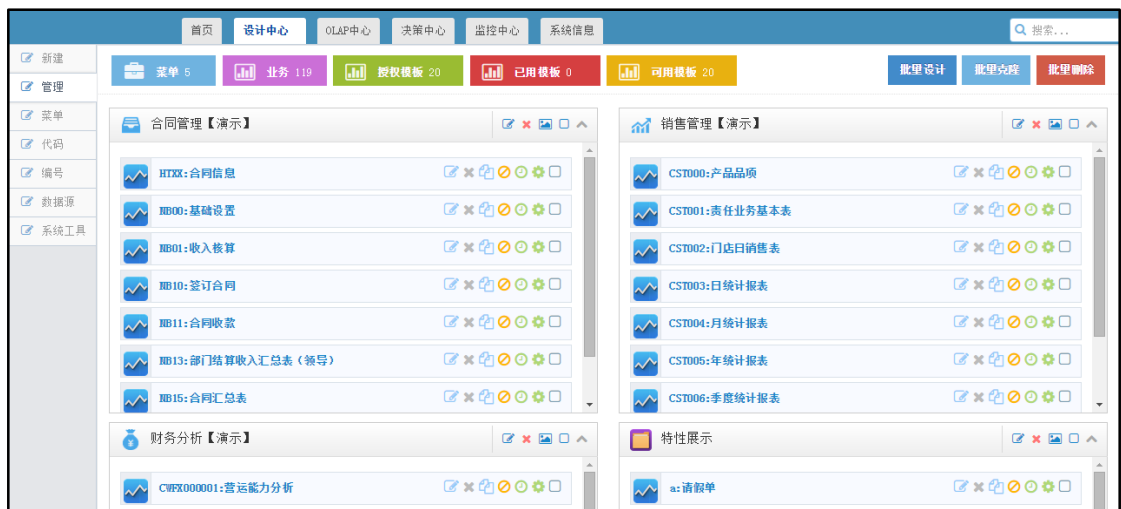 首页 设计中心 OLAP中心 决策中心 监控中心 系统信息 搜索...
新建
管理
菜单
代码
编号
数据源
系统工具
菜单 5 业务 119 授权模板 20 已用模板 0 可用模板 20 批里设计 批里克隆 批里删除
合同管理【演示】
HTXX:合同信息
NB00:基础设置
NB01:收入核算
NB10:签订合同
NB11:合同收款
NB13:部门结算收入汇总表(领导)
NB15:合同汇总表
销售管理【演示】
CST000:产品品项
CST001:责任业务基本表
CST002:门店日销售表
CST003:日统计报表
CST004:月统计报表
CST005:年统计报表
CST006:季度统计报表
财务分析【演示】
CWFX000001:营运能力分析
特性展示
a:请假单